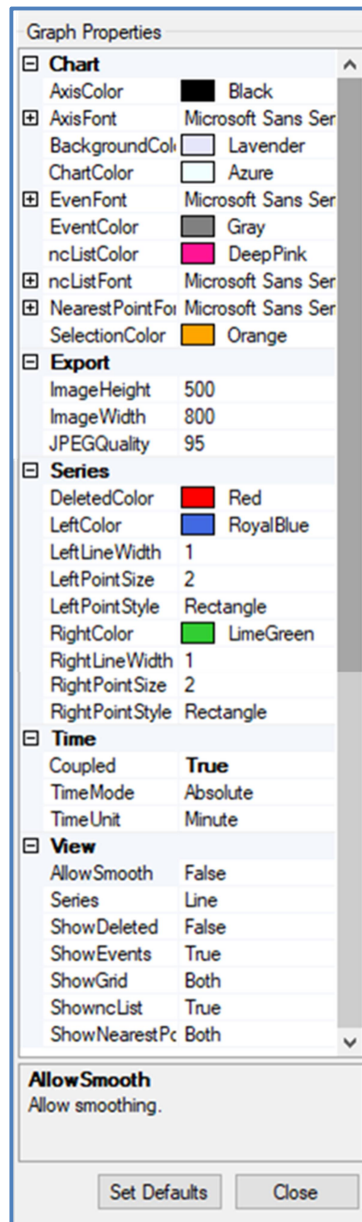 Graph Properties
Chart
AxisColor Black
AxisFont Microsoft Sans Ser
BackgroundColo Lavender
ChartColor Azure
EvenFont Microsoft Sans Ser
EventColor Gray
ncListColor DeepPink
ncListFont Microsoft Sans Ser
NearestPointFor Microsoft Sans Ser
SelectionColor Orange
Export
ImageHeight 500
ImageWidth 800
JPEGQuality 95
Series
DeletedColor Red
LeftColor RoyalBlue
LeftLineWidth 1
LeftPointSize 2
LeftPointStyle Rectangle
RightColor LimeGreen
RightLineWidth 1
RightPointSize 2
RightPointStyle Rectangle
Time
Coupled True
TimeMode Absolute
TimeUnit Minute
View
AllowSmooth False
Series Line
ShowDeleted False
ShowEvents True
ShowGrid Both
ShowncList True
ShowNearestPc Both
AllowSmooth
Allow smoothing.
Set Defaults Close